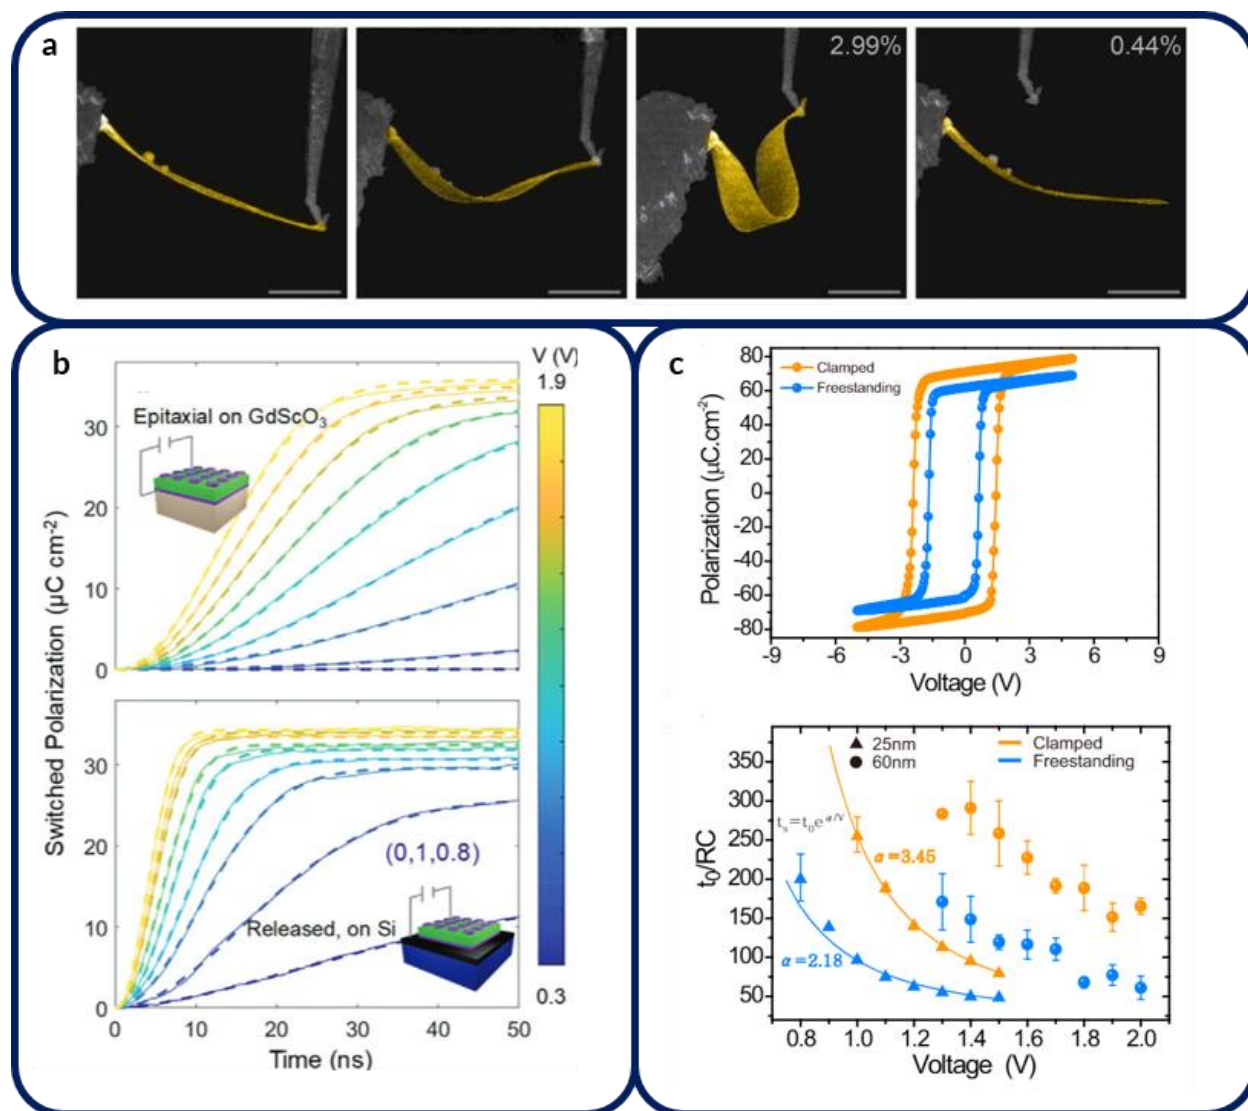 a
2.99%
0.44%
b
V (V)
1.9
0.3
Epitaxial on GdScO₃
Switched Polarization (µC cm⁻²)
30
20
10
0
30
20
10
0
(0,1,0.8)
Released, on Si
0 10 20 30 40 50
Time (ns)
c
Clamped
Freestanding
Polarization (µC.cm⁻²)
80
60
40
20
0
-20
-40
-60
-80
-9 -6 -3 0 3 6 9
Voltage (V)
25nm
60nm
Clamped
Freestanding
tₛ=t₀e^α/V
α=3.45
α=2.18
t₀/RC
350
300
250
200
150
100
50
0.8 1.0 1.2 1.4 1.6 1.8 2.0
Voltage (V)